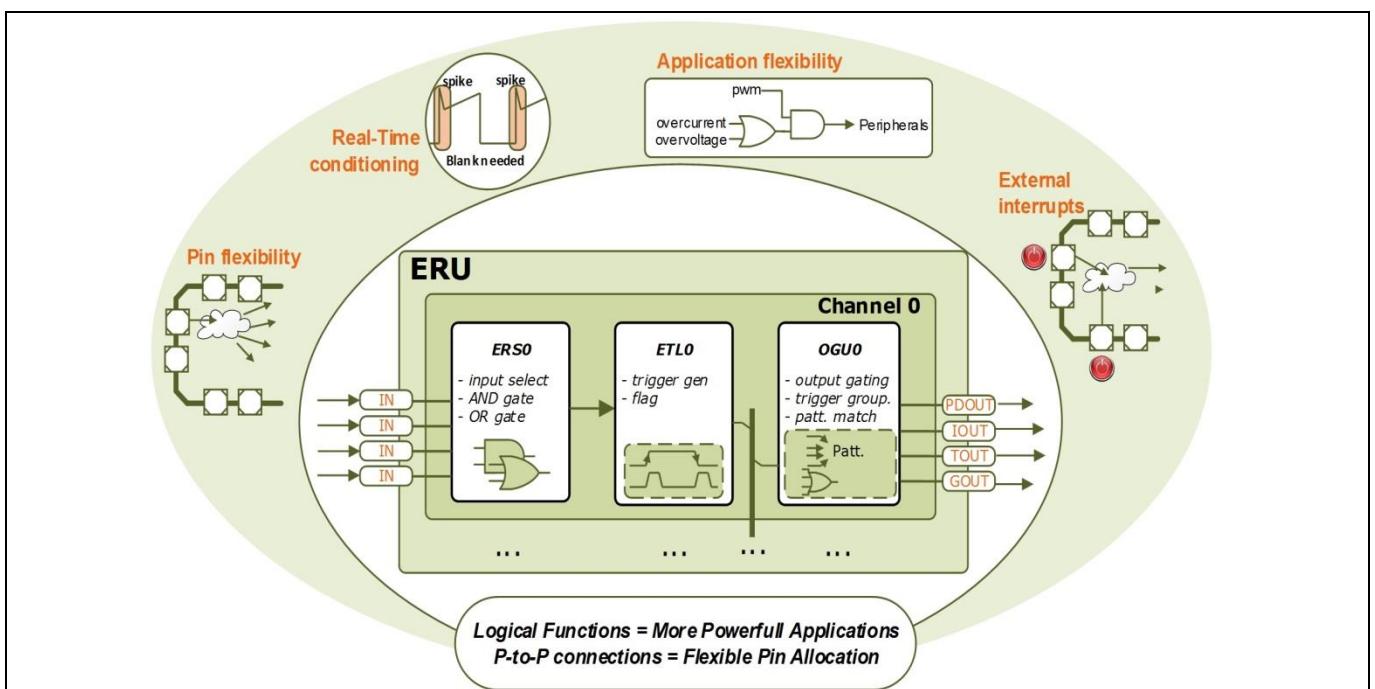 Application flexibility
spike
spike
pwm
overcurrent
overvoltage
Peripherals
Real-Time
conditioning
Blank needed
External
interrupts
Pin flexibility
ERU
Channel 0
ERS0
- input select
- AND gate
- OR gate
ETL0
- trigger gen
- flag
OGU0
- output gating
- trigger group.
- patt. match
Patt.
IN
IN
IN
IN
PDOUT
IOUT
TOUT
GOUT
...
...
...
...
Logical Functions = More Powerfull Applications
P-to-P connections = Flexible Pin Allocation